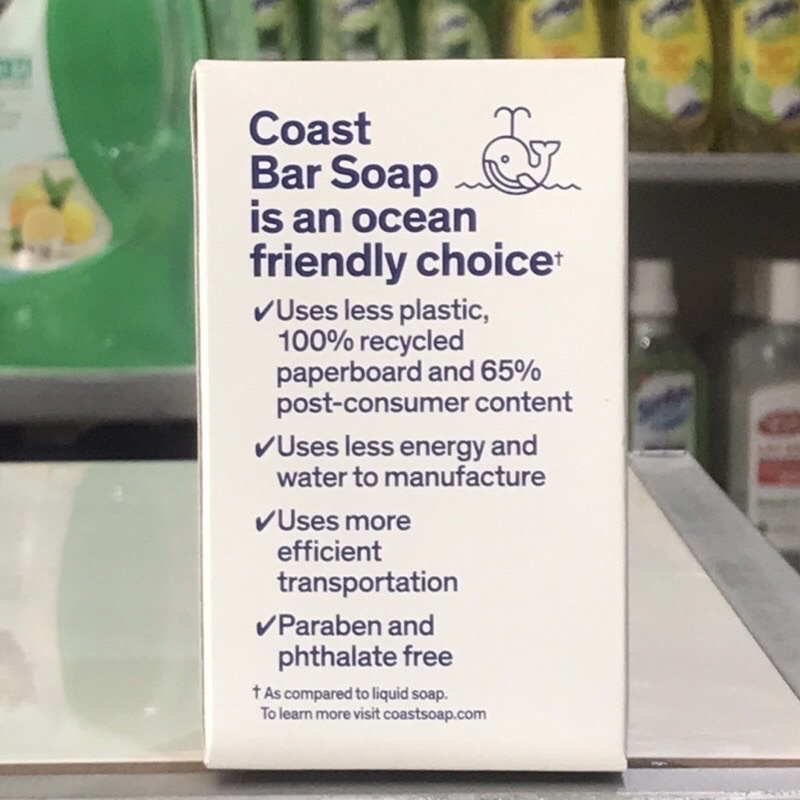 Coast
Bar Soap
is an ocean
friendly choice†
✓Uses less plastic,
100% recycled
paperboard and 65%
post-consumer content
✓Uses less energy and
water to manufacture
✓Uses more
efficient
transportation
✓Paraben and
phthalate free
† As compared to liquid soap.
To learn more visit coastsoap.com